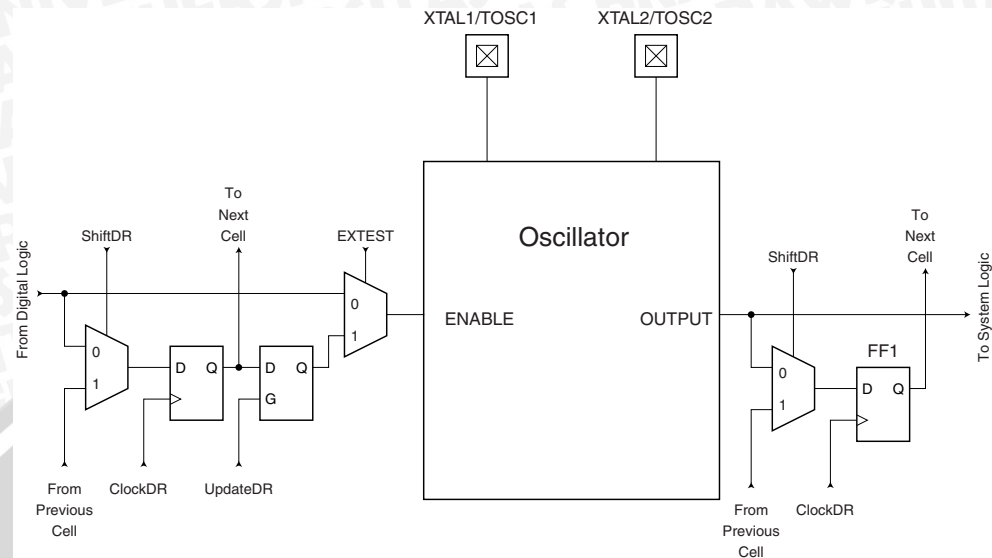 XTAL1/TOSC1
XTAL2/TOSC2
To
Next
Cell
ShiftDR
EXTEST
From Digital Logic
0
1
D
Q
D
Q
G
0
1
From
Previous
Cell
ClockDR
UpdateDR
Oscillator
ENABLE
OUTPUT
To
Next
Cell
ShiftDR
FF1
0
1
D
Q
To System Logic
From
Previous
Cell
ClockDR